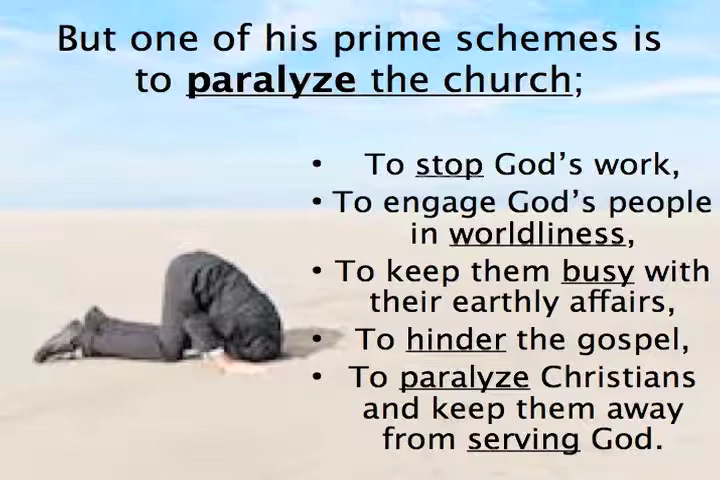 But one of his prime schemes is
to paralyze the church;
• To stop God's work,
• To engage God's people
in worldliness,
• To keep them busy with
their earthly affairs,
• To hinder the gospel,
• To paralyze Christians
and keep them away
from serving God.